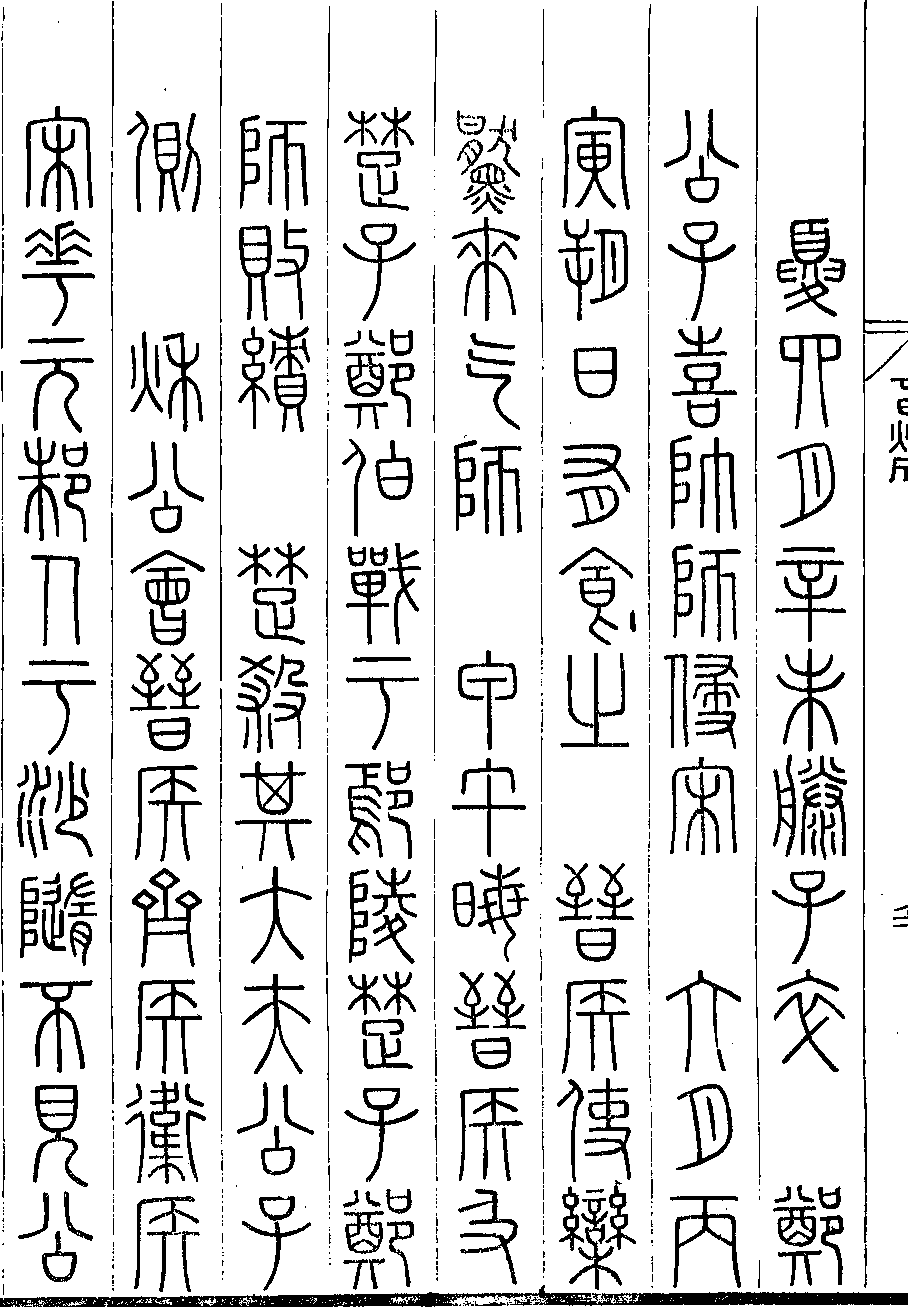 夏四月辛未滕子卒　鄭
公子喜帥師侵宋　六月丙
寅朔日有食之　晉侯使欒
黶來乞師　甲午晦晉侯及
楚子鄭伯戰于鄢陵楚子鄭
師敗績　楚殺其大夫公子
側　秋公會晉侯齊侯衛侯
宋華元邾人于沙隨不見公